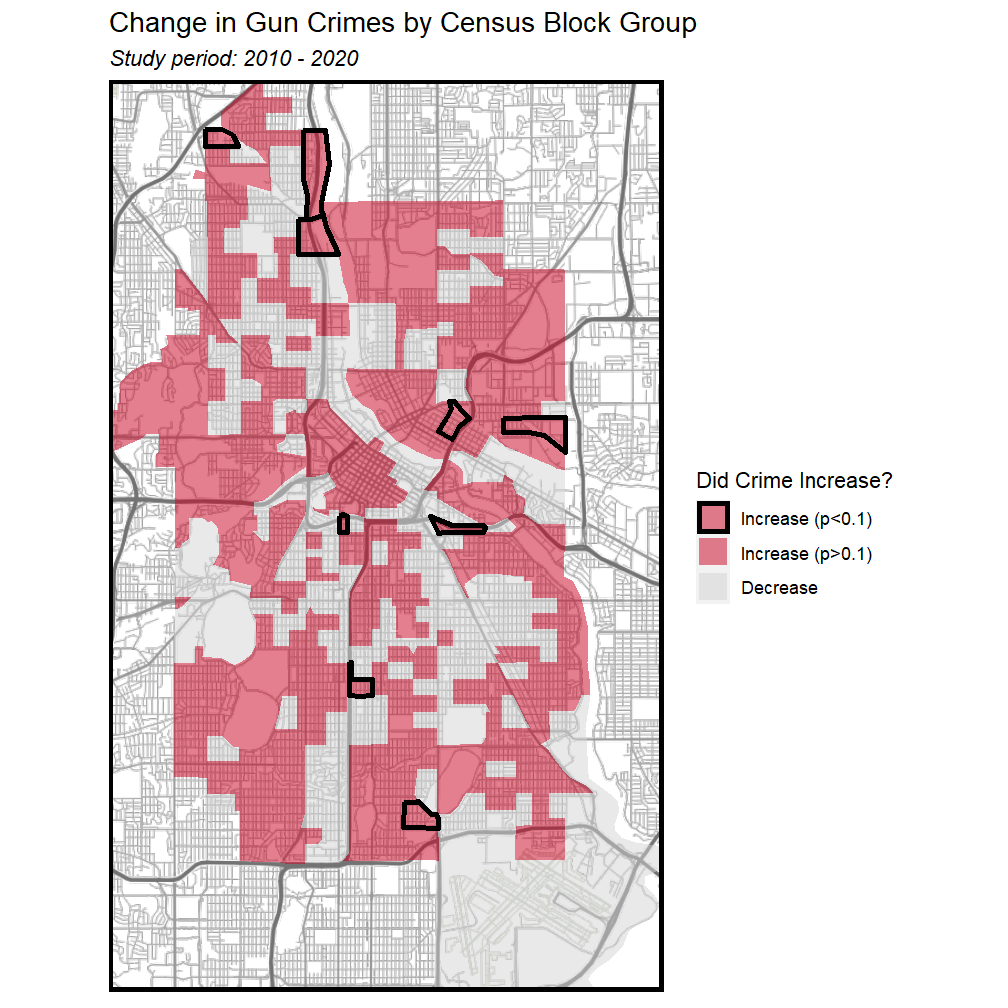 Change in Gun Crimes by Census Block Group
Study period: 2010 - 2020
Did Crime Increase?
Increase (p<0.1)
Increase (p>0.1)
Decrease